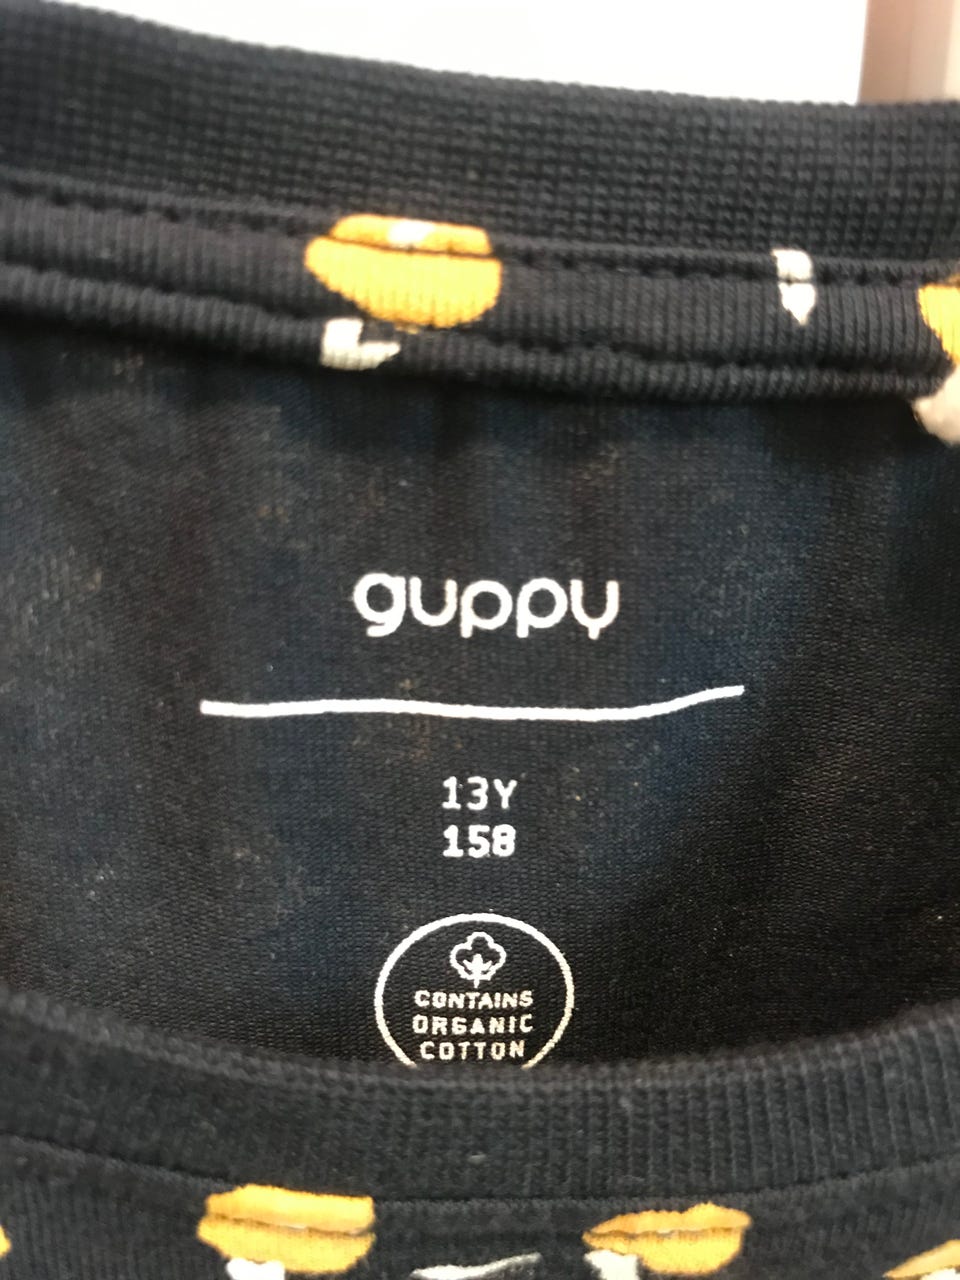 guppy
13Y
158
CONTAINS
ORGANIC
COTTON